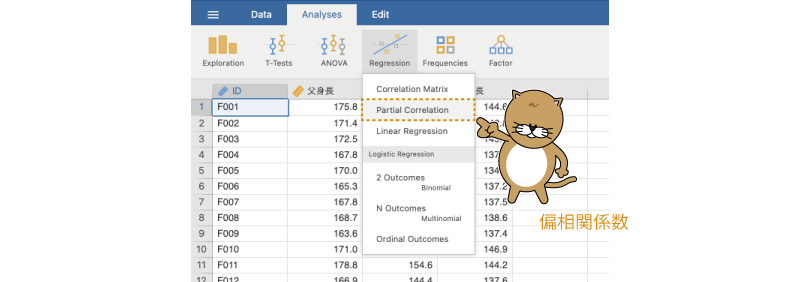 Data Analyses Edit
Exploration T-Tests ANOVA Regression Frequencies Factor
ID 父身長 長
Correlation Matrix
Partial Correlation
Linear Regression
Logistic Regression
2 Outcomes
Binomial
N Outcomes
Multinomial
Ordinal Outcomes
1 F001 175.8 144.6
2 F002 171.4
3 F003 172.5
4 F004 167.8 137.
5 F005 170.0 134.
6 F006 165.3 137.2
7 F007 167.8 137.5
8 F008 168.7 138.6
9 F009 163.6 137.4
10 F010 171.0 146.9
11 F011 178.8 154.6 144.2
12 F012 166.9 144.4 137.6
偏相関係数